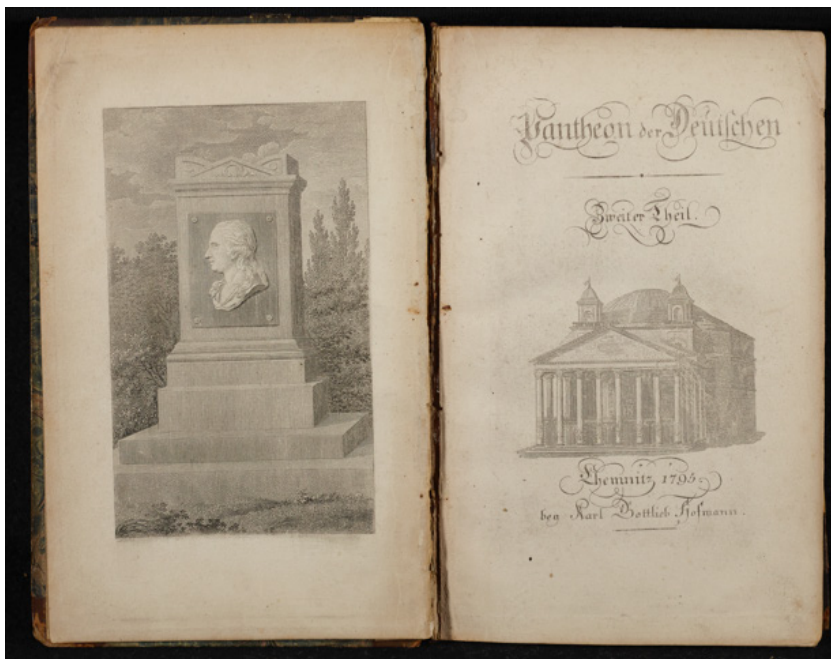 Pantheon der Deutschen
Zweiter Theil.
Chemnitz 1795.
bey Karl Gottlieb Hofmann.